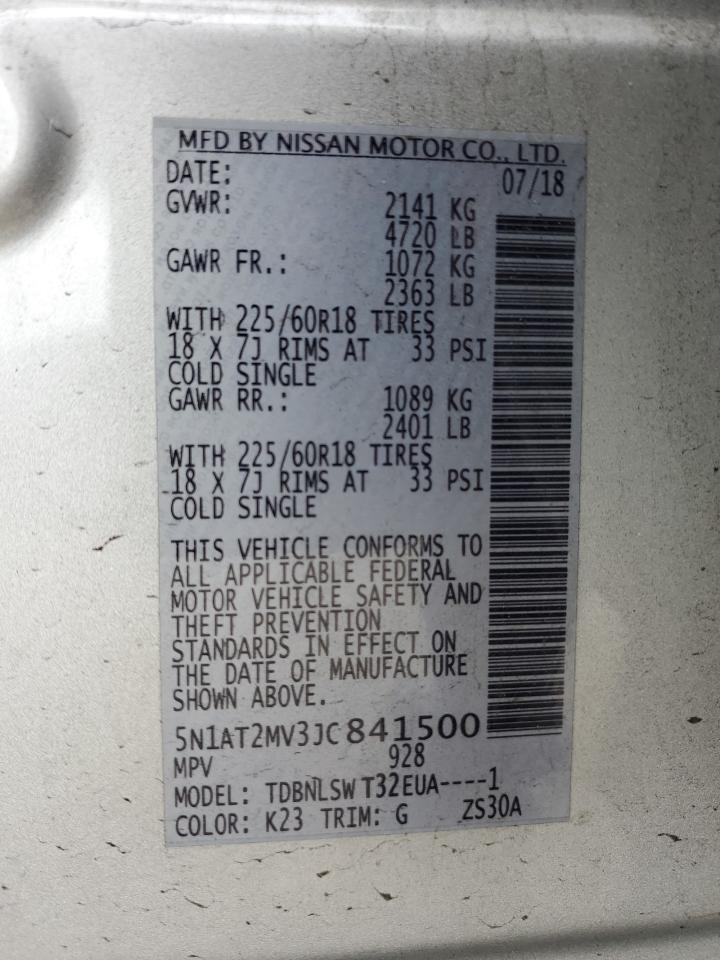 MFD BY NISSAN MOTOR CO., LTD.
DATE: 07/18
GVWR: 2141 KG
4720 LB
GAWR FR.: 1072 KG
2363 LB
WITH 225/60R18 TIRES
18 X 7J RIMS AT 33 PSI
COLD SINGLE
GAWR RR.: 1089 KG
2401 LB
WITH 225/60R18 TIRES
18 X 7J RIMS AT 33 PSI
COLD SINGLE
THIS VEHICLE CONFORMS TO
ALL APPLICABLE FEDERAL
MOTOR VEHICLE SAFETY AND
THEFT PREVENTION
STANDARDS IN EFFECT ON
THE DATE OF MANUFACTURE
SHOWN ABOVE.
5N1AT2MV3JC841500
MPV 928
MODEL: TDBNLSW T32EUA----1
COLOR: K23 TRIM: G ZS30A